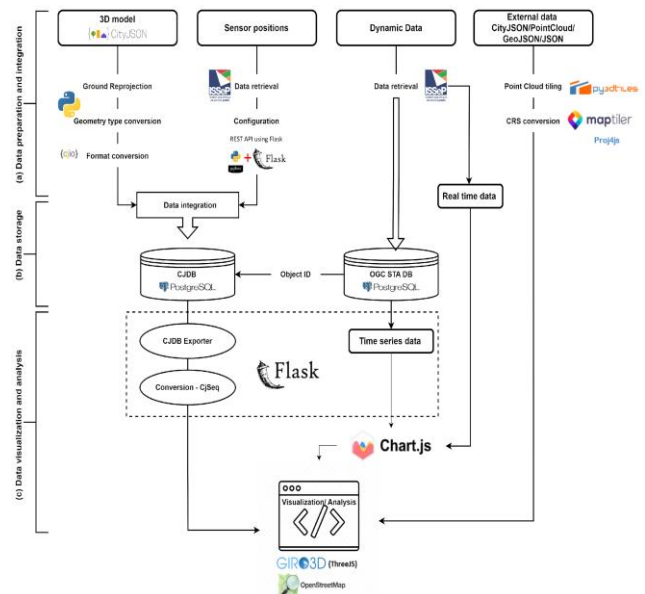 3D model
CityJSON
Sensor positions
Dynamic Data
External data
CityJSON/PointCloud/
GeoJSON/JSON
(a) Data preparation and integration
Ground Reprojection
Geometry type conversion
{cjio}
Format conversion
ISSeP
Data retrieval
Configuration
REST API using Flask
python
+
Flask
Data retrieval
ISSeP
Point Cloud tiling
py3dtiles
CRS conversion
maptiler
Proj4js
Data integration
Real time data
(b) Data storage
CJDB
PostgreSQL
Object ID
OGC STA DB
PostgreSQL
(c) Data visualization and analysis
CJDB Exporter
Conversion - CjSeq
Flask
Time series data
Chart.js
Visualization/ Analysis
</>
GIRO3D (ThreeJS)
OpenStreetMap